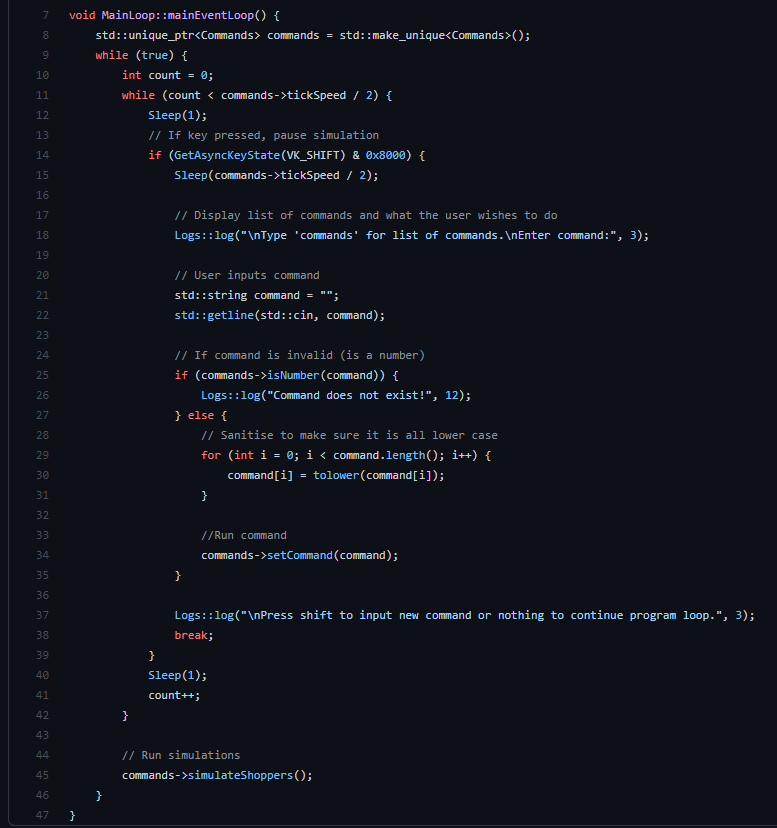 7 void MainLoop::mainEventLoop() {
8     std::unique_ptr<Commands> commands = std::make_unique<Commands>();
9     while (true) {
10         int count = 0;
11         while (count < commands->tickSpeed / 2) {
12             Sleep(1);
13             // If key pressed, pause simulation
14             if (GetAsyncKeyState(VK_SHIFT) & 0x8000) {
15                 Sleep(commands->tickSpeed / 2);
16
17                 // Display list of commands and what the user wishes to do
18                 Logs::log("\nType 'commands' for list of commands.\nEnter command:", 3);
19
20                 // User inputs command
21                 std::string command = "";
22                 std::getline(std::cin, command);
23
24                 // If command is invalid (is a number)
25                 if (commands->isNumber(command)) {
26                     Logs::log("Command does not exist!", 12);
27                 } else {
28                     // Sanitise to make sure it is all lower case
29                     for (int i = 0; i < command.length(); i++) {
30                         command[i] = tolower(command[i]);
31                     }
32
33                     //Run command
34                     commands->setCommand(command);
35                 }
36
37                 Logs::log("\nPress shift to input new command or nothing to continue program loop.", 3);
38                 break;
39             }
40             Sleep(1);
41             count++;
42         }
43
44         // Run simulations
45         commands->simulateShoppers();
46     }
47 }